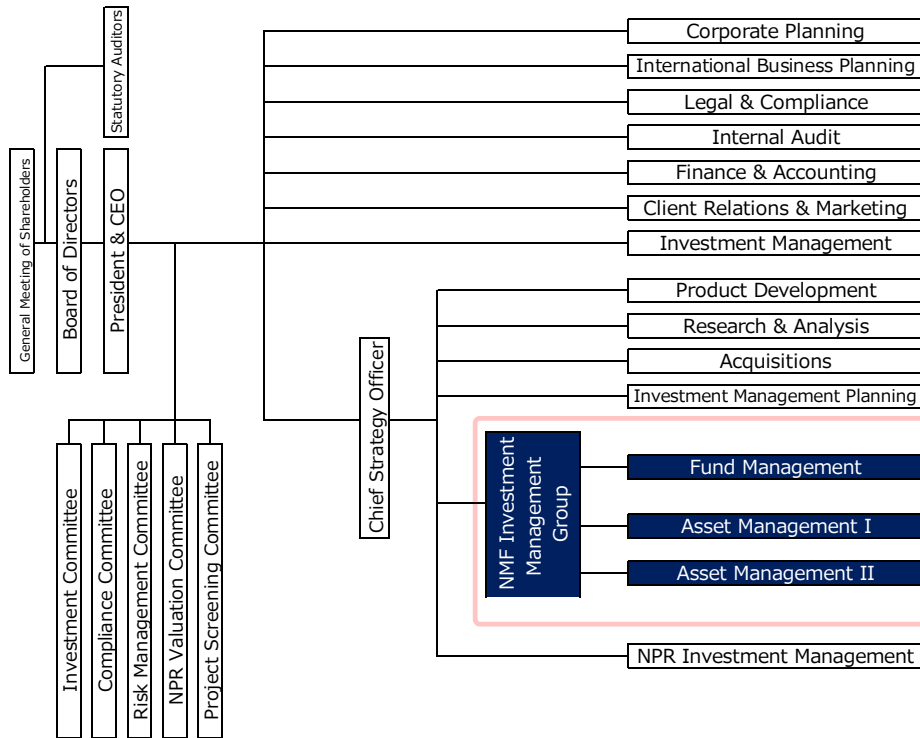 Statutory Auditors
General Meeting of Shareholders
Board of Directors
President & CEO
Corporate Planning
International Business Planning
Legal & Compliance
Internal Audit
Finance & Accounting
Client Relations & Marketing
Investment Management
Chief Strategy Officer
Product Development
Research & Analysis
Acquisitions
Investment Management Planning
NMF Investment
Management
Group
Fund Management
Asset Management I
Asset Management II
NPR Investment Management
Investment Committee
Compliance Committee
Risk Management Committee
NPR Valuation Committee
Project Screening Committee